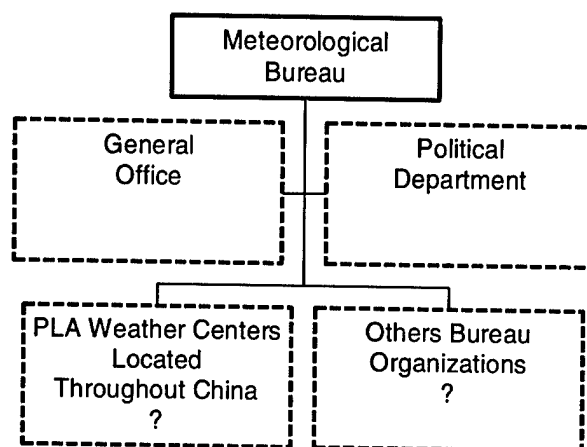 Meteorological
Bureau
General
Office
Political
Department
PLA Weather Centers
Located
Throughout China
?
Others Bureau
Organizations
?